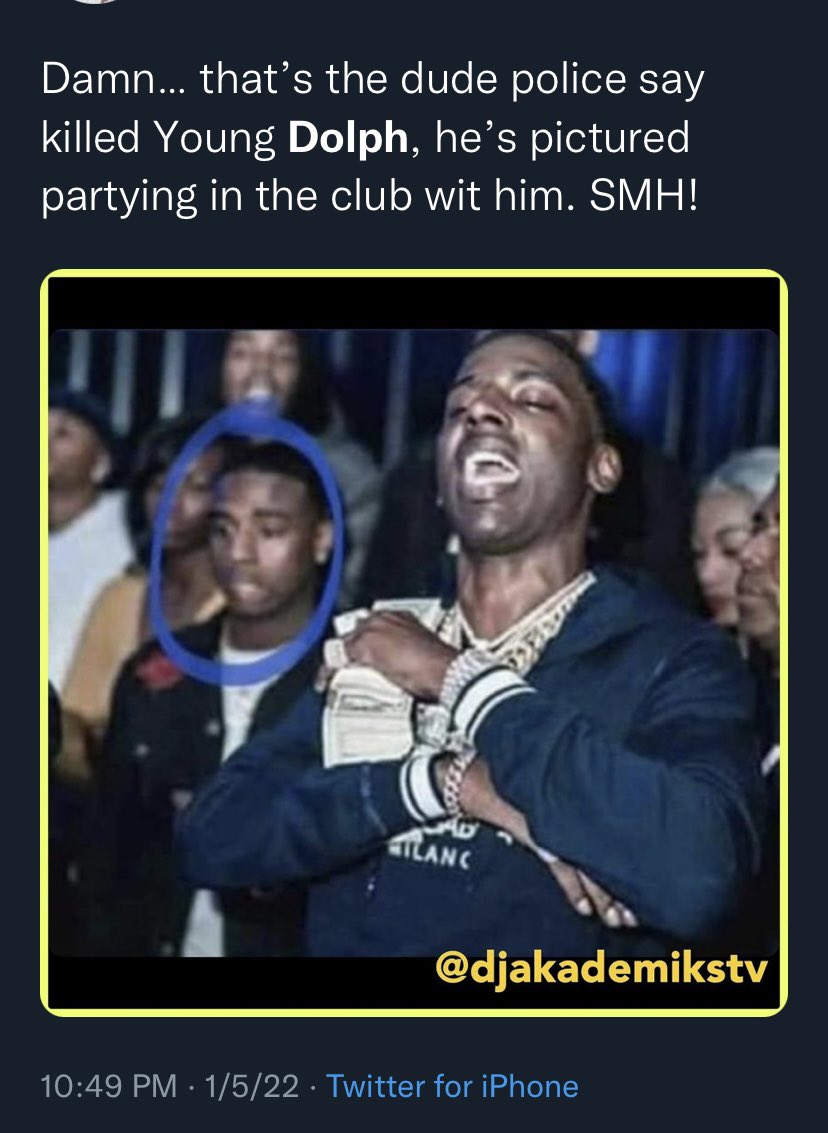 Damn... that’s the dude police say
killed Young Dolph, he’s pictured
partying in the club wit him. SMH!
MILANO
@djakademikstv
10:49 PM · 1/5/22 · Twitter for iPhone